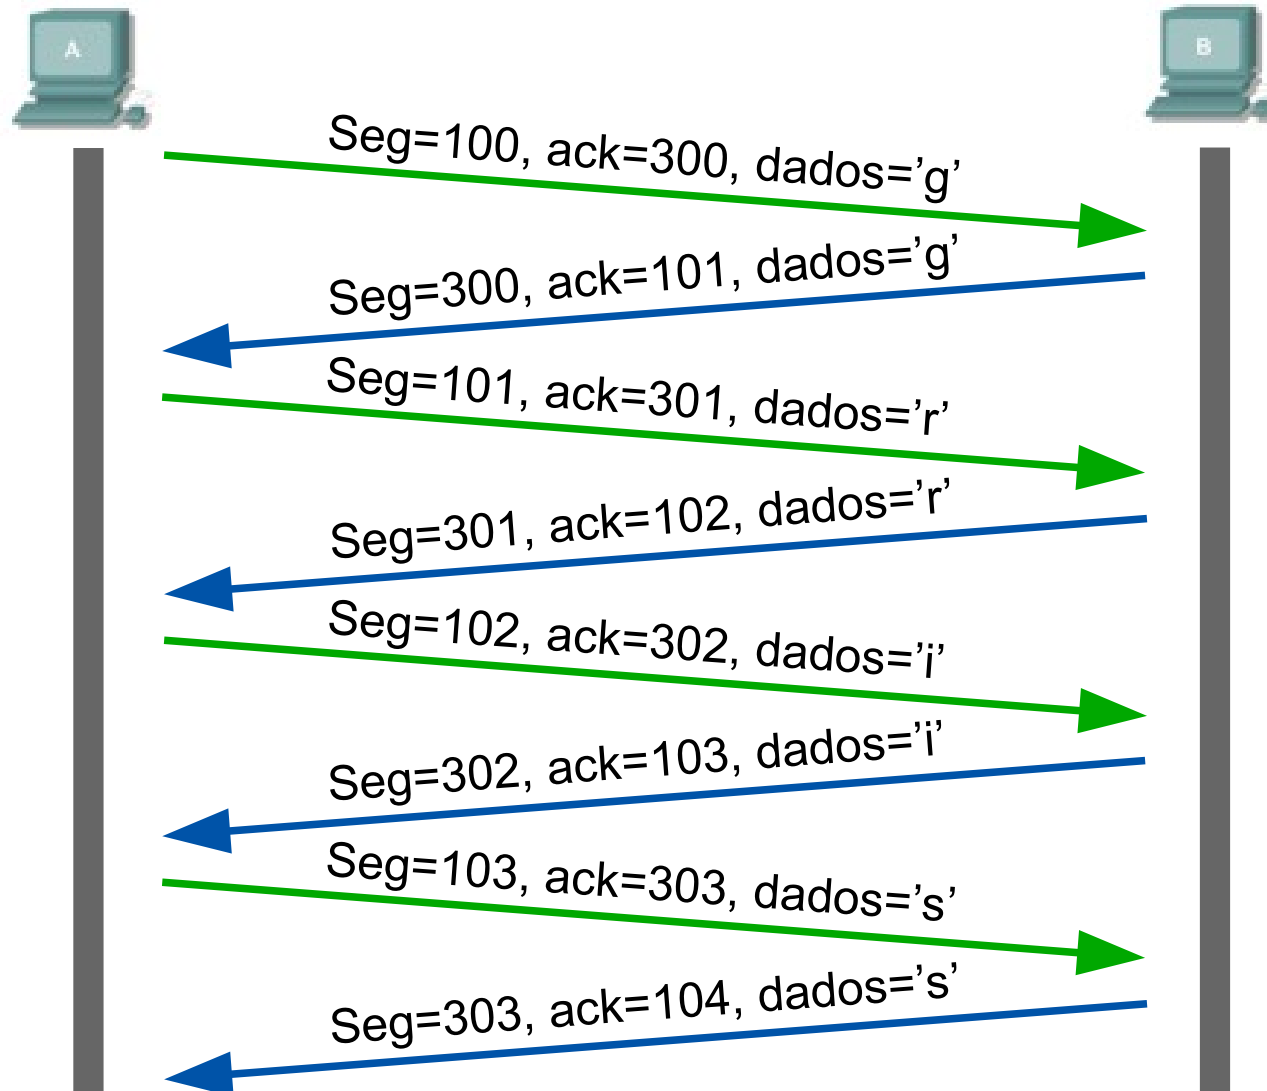 A
B
Seg=100, ack=300, dados=’g’
Seg=300, ack=101, dados=’g’
Seg=101, ack=301, dados=’r’
Seg=301, ack=102, dados=’r’
Seg=102, ack=302, dados=’i’
Seg=302, ack=103, dados=’i’
Seg=103, ack=303, dados=’s’
Seg=303, ack=104, dados=’s’